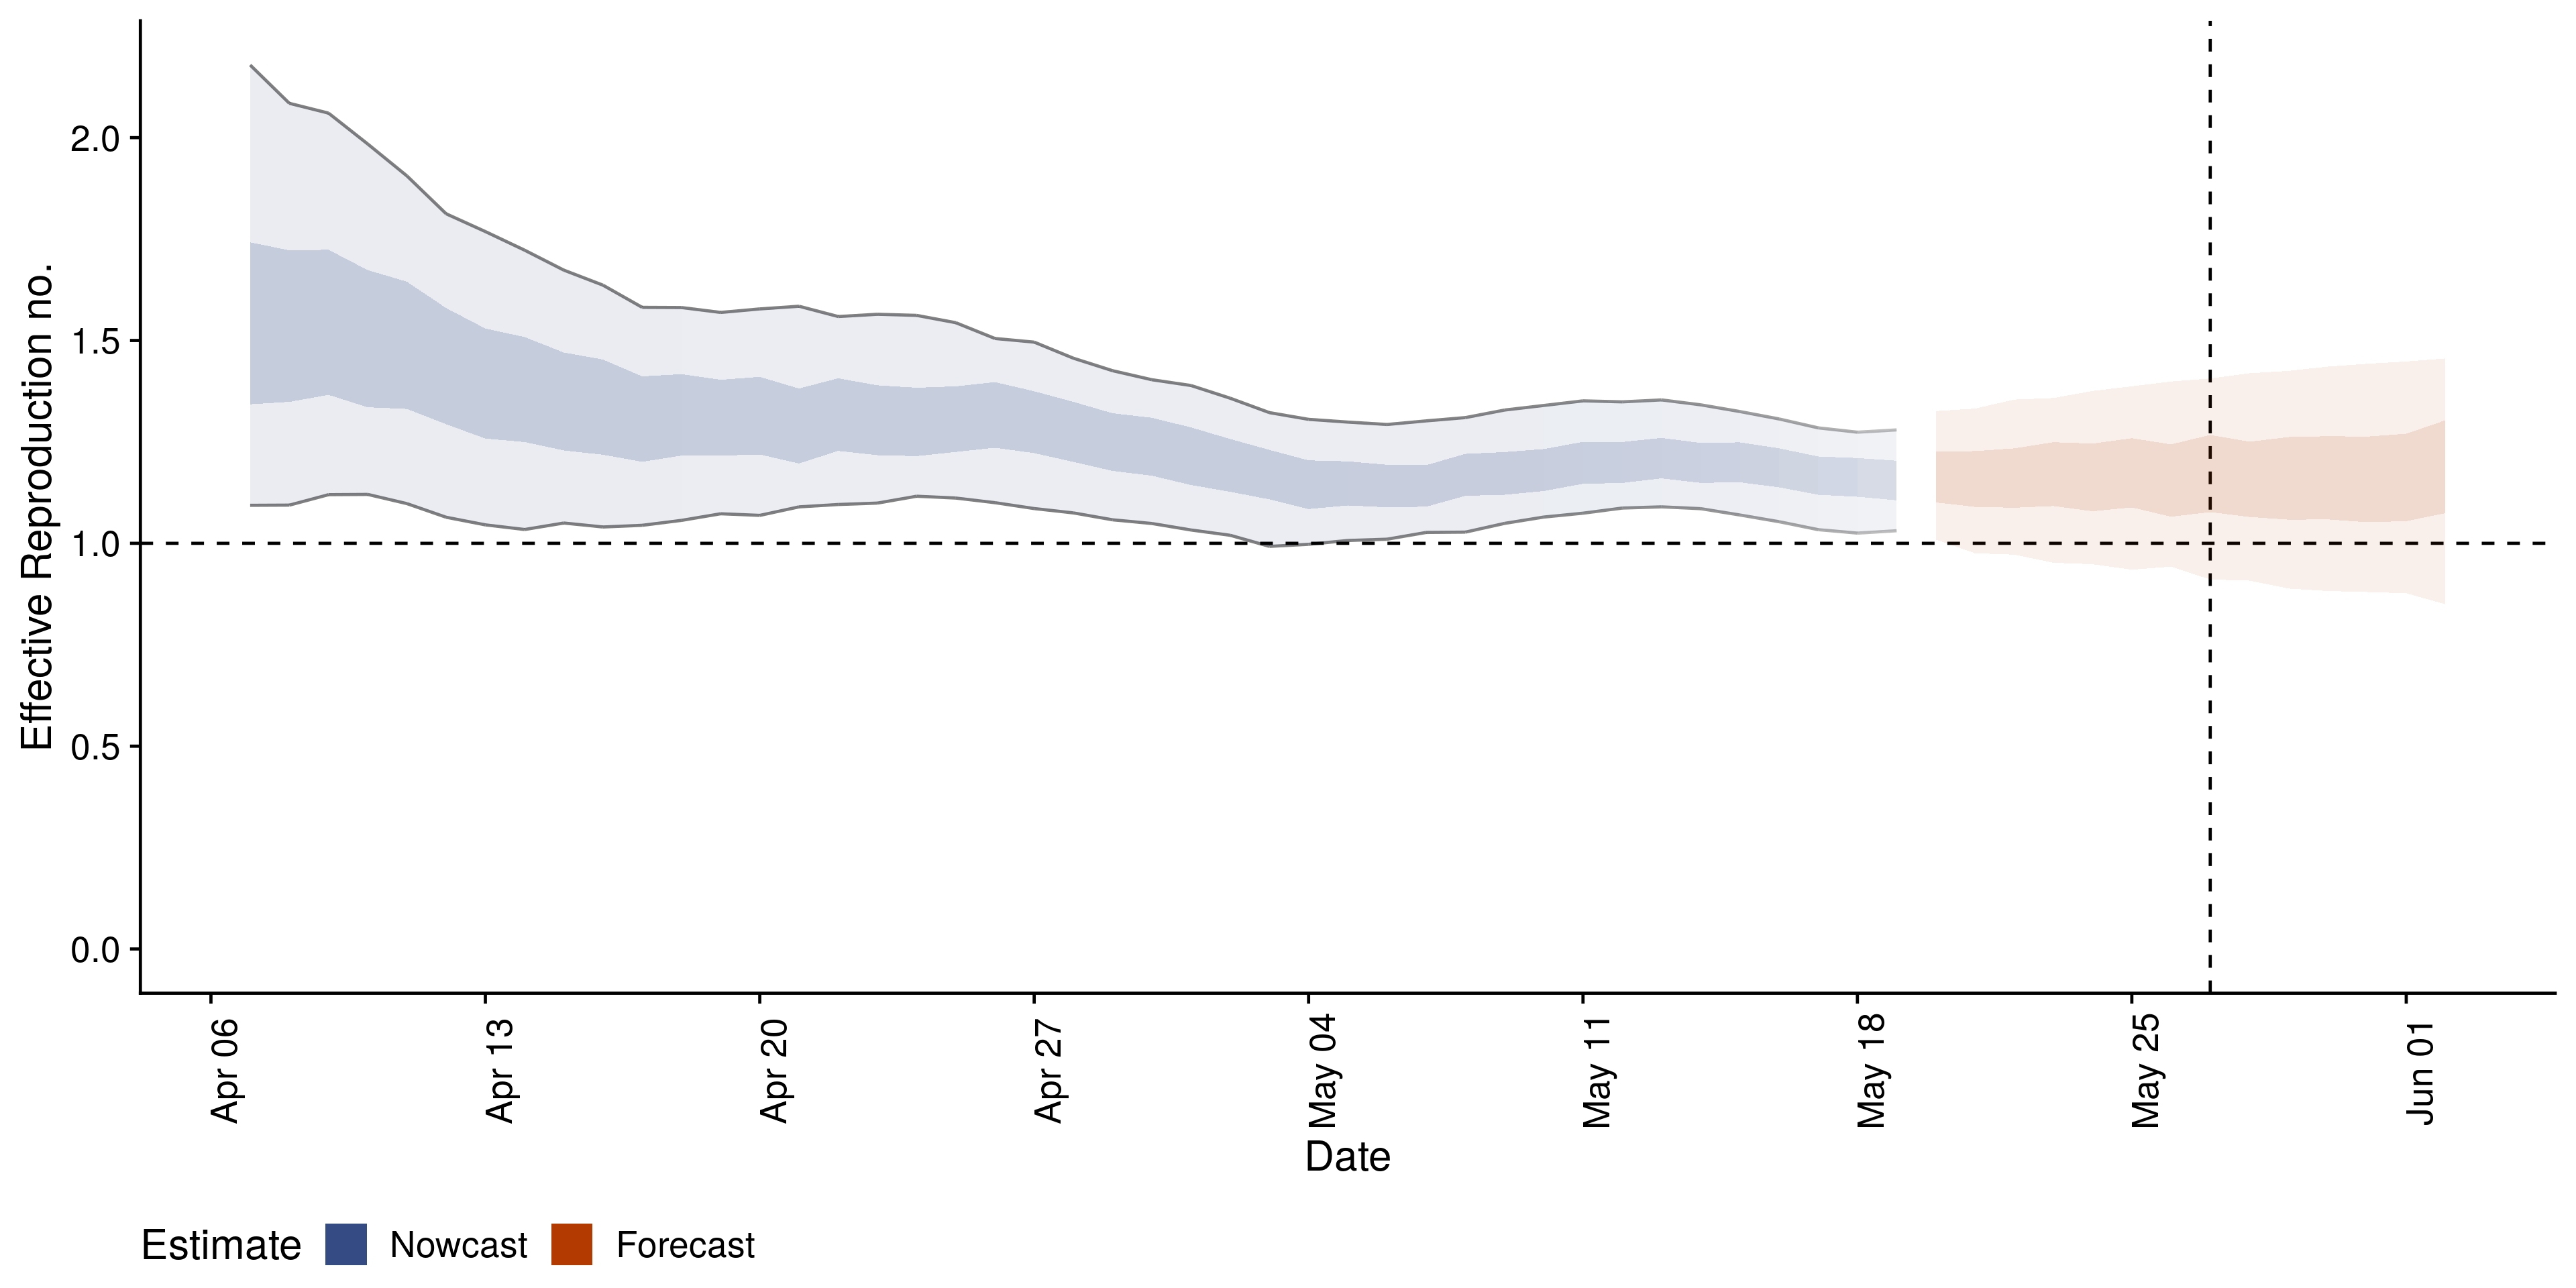 Effective Reproduction no.
2.0
1.5
1.0
0.5
0.0
Apr 06
Apr 13
Apr 20
Apr 27
May 04
May 11
May 18
May 25
Jun 01
Date
Estimate Nowcast Forecast